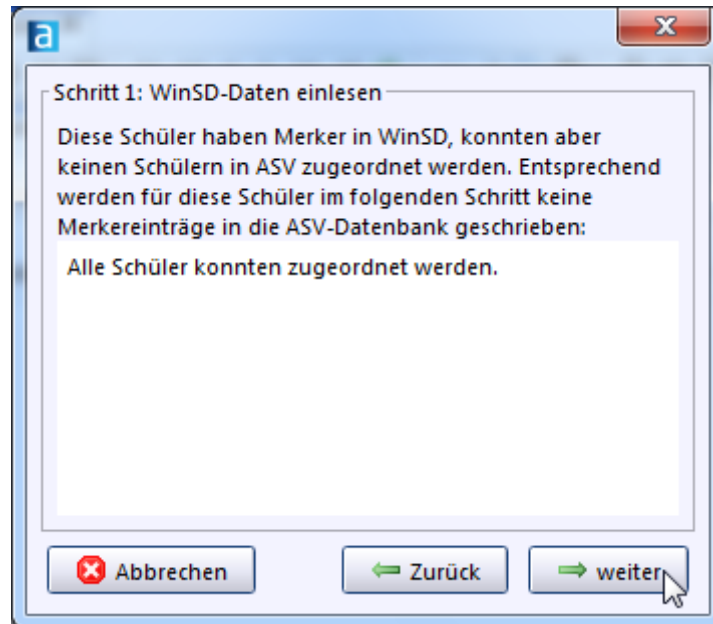 a
Schritt 1: WinSD-Daten einlesen
Diese Schüler haben Merker in WinSD, konnten aber
keinen Schülern in ASV zugeordnet werden. Entsprechend
werden für diese Schüler im folgenden Schritt keine
Merkereinträge in die ASV-Datenbank geschrieben:
Alle Schüler konnten zugeordnet werden.
Abbrechen
Zurück
weiter